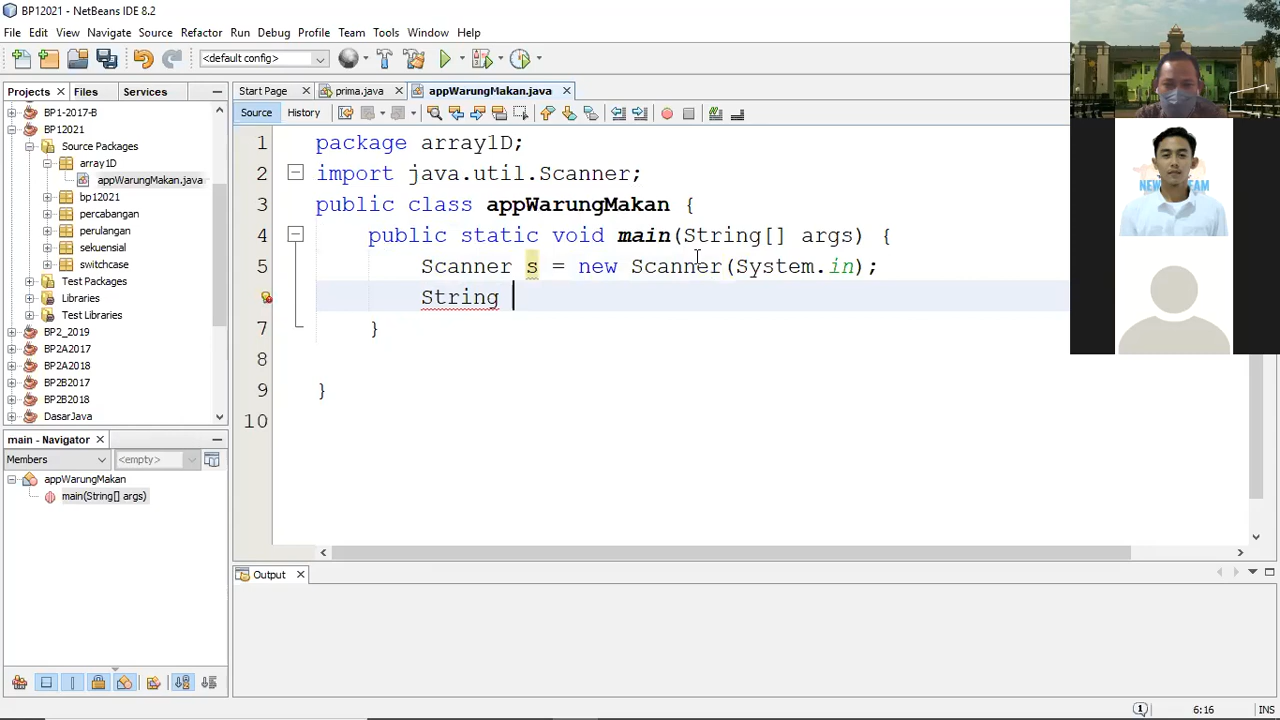 BP12021 - NetBeans IDE 8.2
File Edit View Navigate Source Refactor Run Debug Profile Team Tools Window Help
<default config>
Projects Files Services
Start Page prima.java appWarungMakan.java
Source History
BP1-2017-B
BP12021
Source Packages
array1D
appWarungMakan.java
bp12021
percabangan
perulangan
sekuensial
switchcase
Test Packages
Libraries
Test Libraries
BP2_2019
BP2A2017
BP2A2018
BP2B2017
BP2B2018
DasarJava
1 package array1D;
2 import java.util.Scanner;
3 public class appWarungMakan {
4 public static void main(String[] args) {
5 Scanner s = new Scanner(System.in);
String
7 }
8
9 }
10
main - Navigator
Members <empty>
appWarungMakan
main(String[] args)
Output
1 6:16 INS